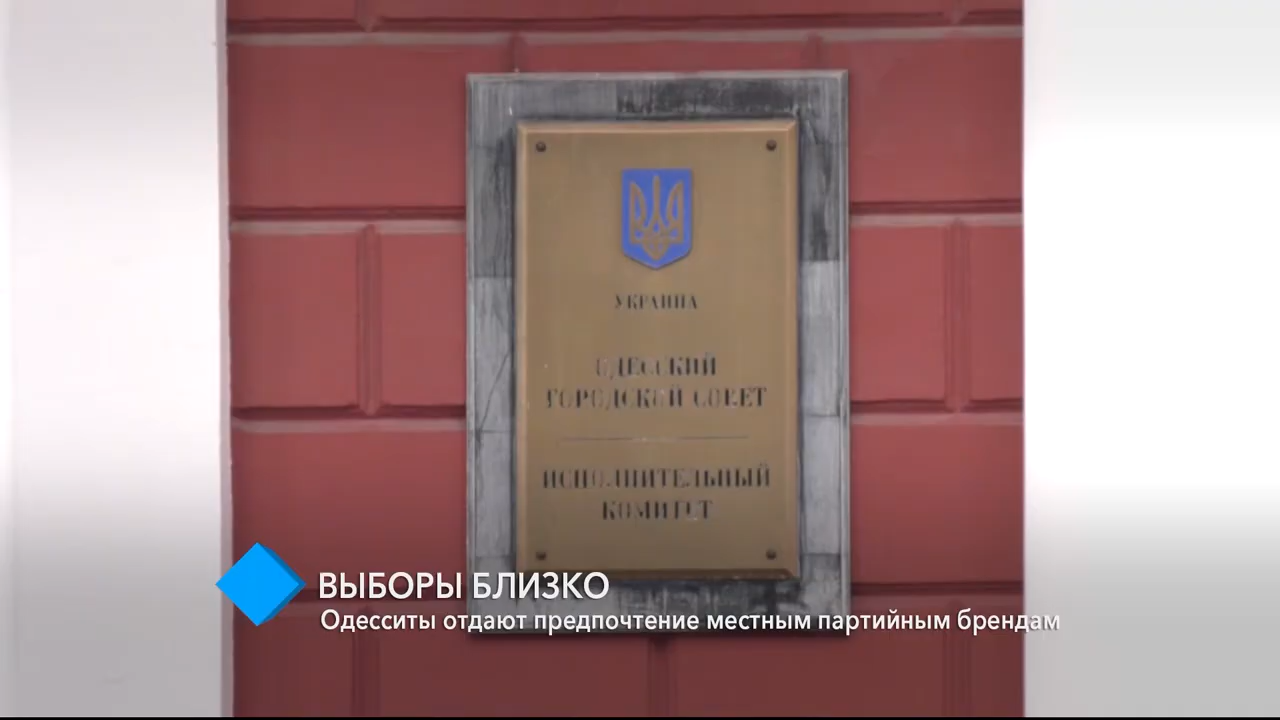 УКРАИНА
ОДЕССКИЙ
ГОРОДСКОЙ СОВЕТ
ИСПОЛНИТЕЛЬНЫЙ
КОМИТЕТ
ВЫБОРЫ БЛИЗКО
Одесситы отдают предпочтение местным партийным брендам